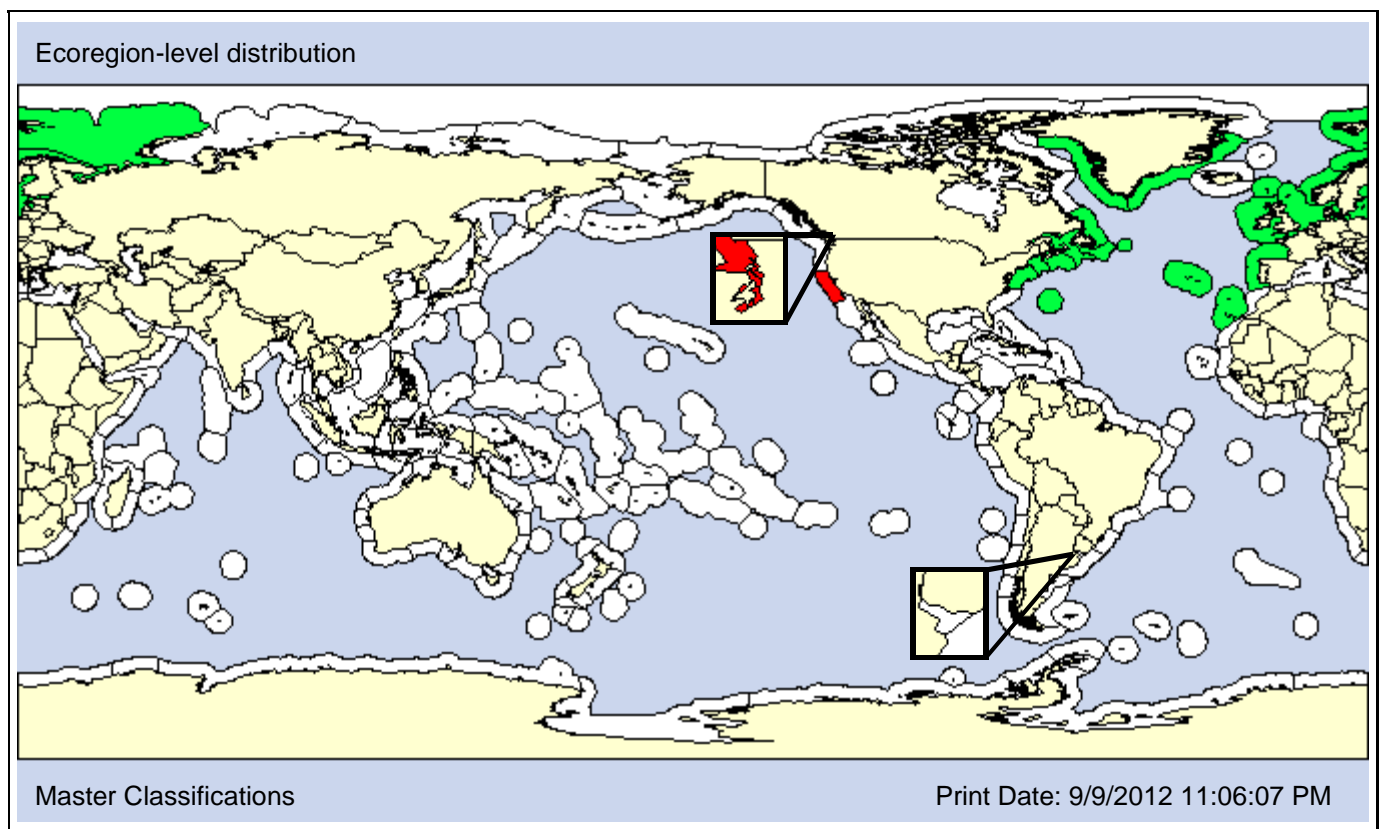 Ecoregion-level distribution
Master Classifications
Print Date: 9/9/2012 11:06:07 PM